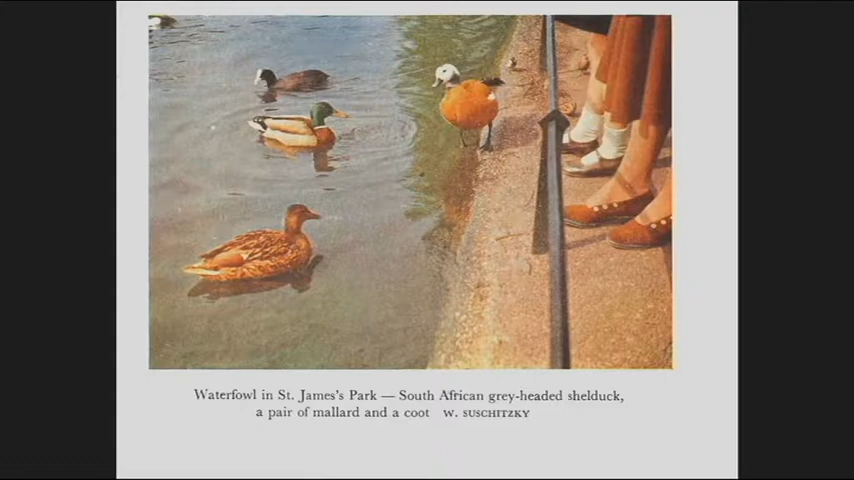 Waterfowl in St. James's Park — South African grey-headed shelduck,
a pair of mallard and a coot W. SUSCHITZKY